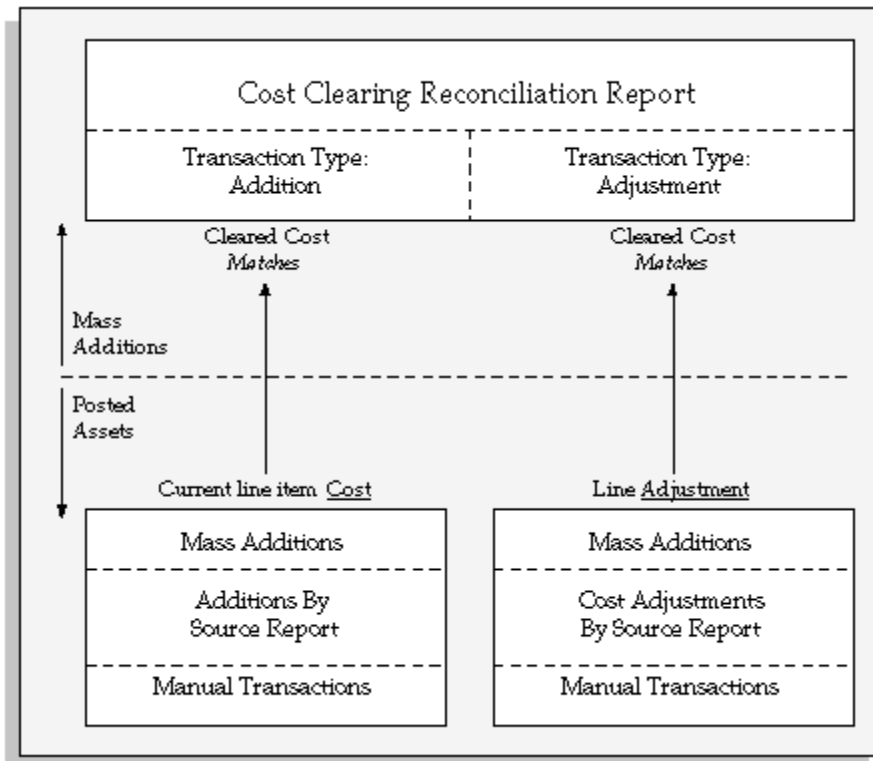 Cost Clearing Reconciliation Report
Transaction Type:
Addition
Transaction Type:
Adjustment
Cleared Cost
Matches
Cleared Cost
Matches
Mass
Additions
Posted
Assets
Current line item Cost
Line Adjustment
Mass Additions
Additions By
Source Report
Manual Transactions
Mass Additions
Cost Adjustments
By Source Report
Manual Transactions